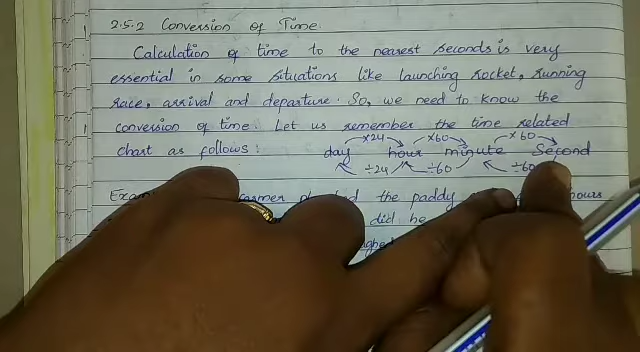 2.5.2 Conversion of Time
Calculation of time to the nearest seconds is very
essential in some situations like launching rocket, running
race, arrival and departure. So, we need to know the
conversion of time. Let us remember the time related
×24 ×60 ×60
chart as follows: day hour minute Second
÷24 ÷60 ÷60
the paddy hours
did he